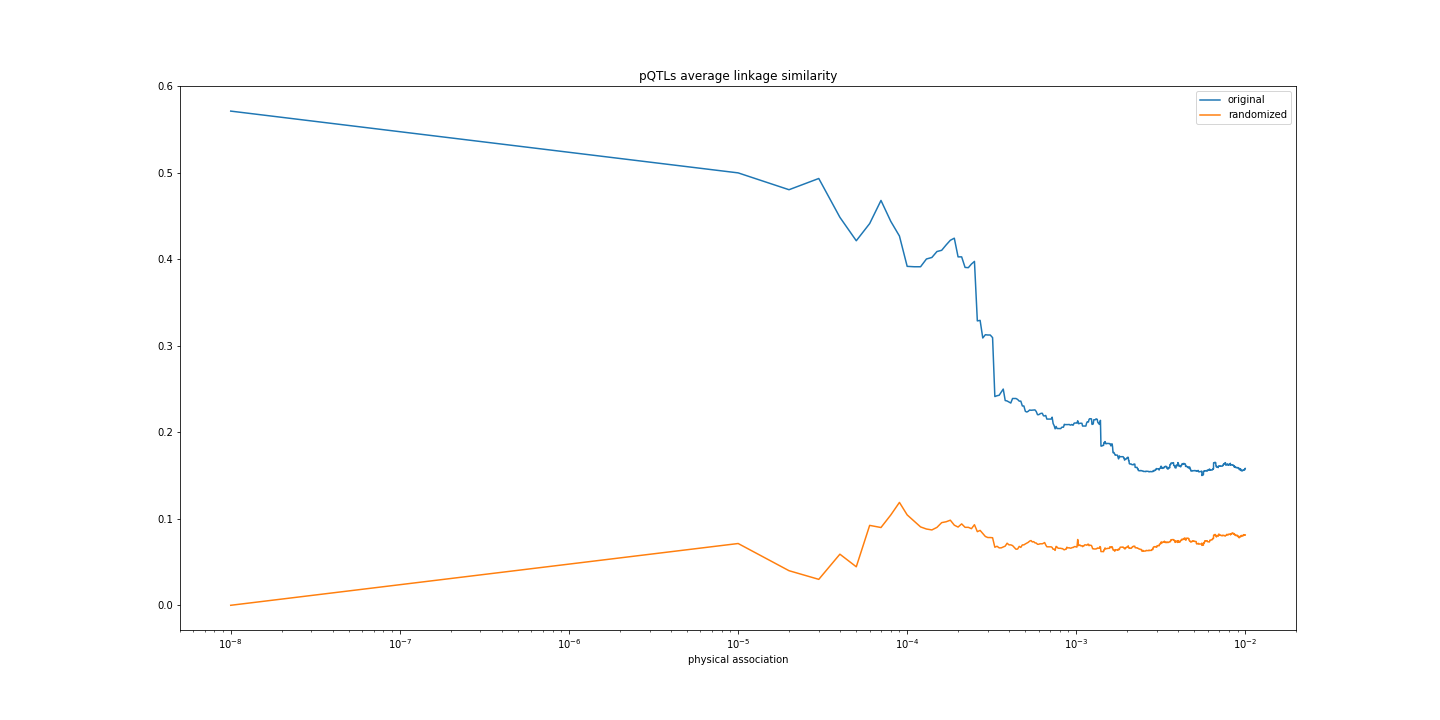 pQTLs average linkage similarity
original
randomized
0.6
0.5
0.4
0.3
0.2
0.1
0.0
10⁻⁸ 10⁻⁷ 10⁻⁶ 10⁻⁵ 10⁻⁴ 10⁻³ 10⁻²
physical association